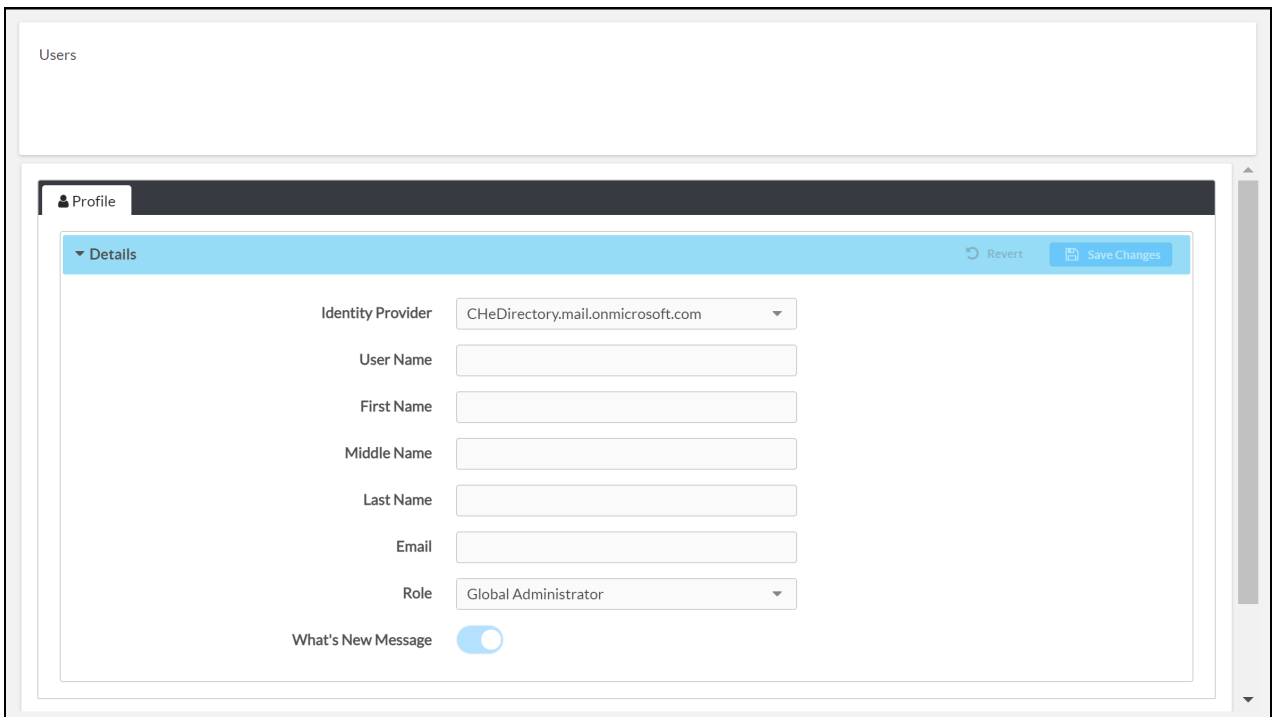 Users
Profile
Details
Revert
Save Changes
Identity Provider
CHeDirectory.mail.onmicrosoft.com
User Name
First Name
Middle Name
Last Name
Email
Role
Global Administrator
What's New Message